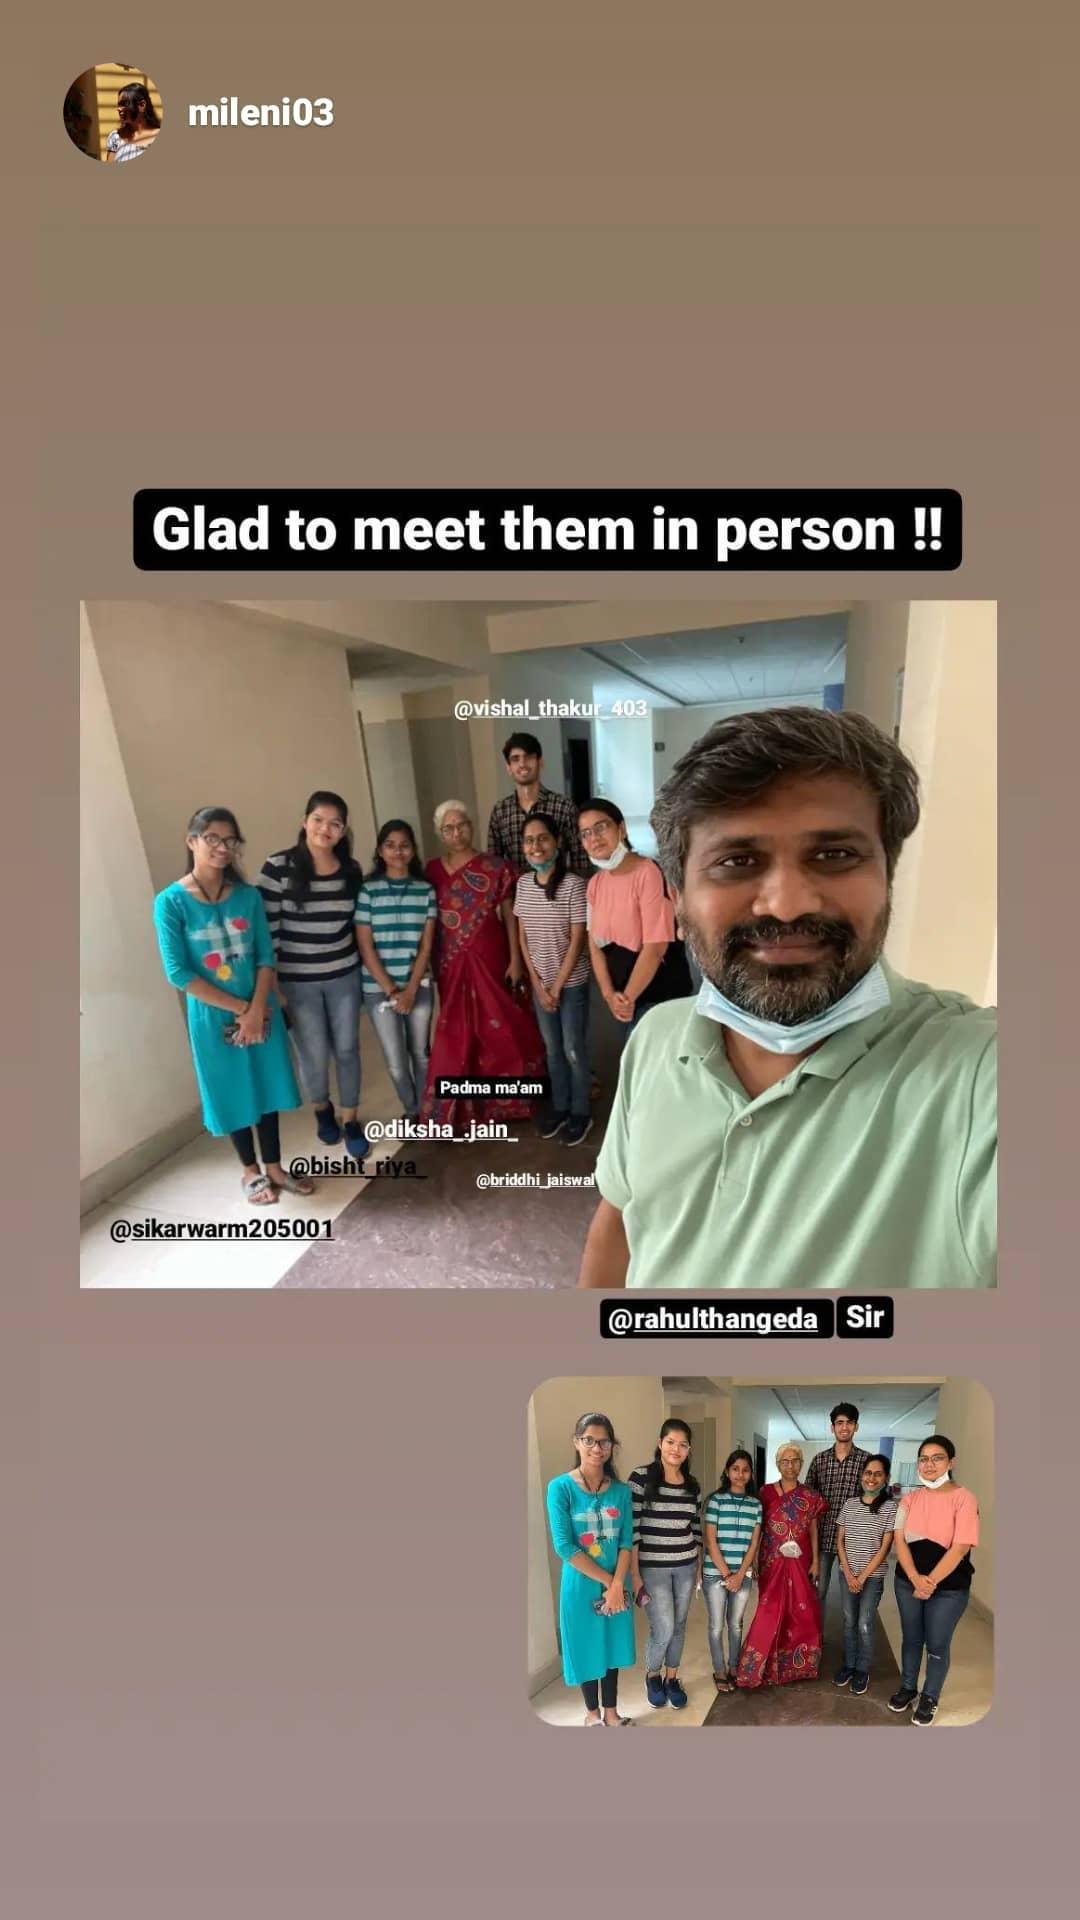 mileni03
Glad to meet them in person !!
@vishal_thakur_403
Padma ma'am
@diksha_.jain_
@bisht_riya_
@briddhi_jaiswal
@sikarwarm205001
@rahulthangeda Sir